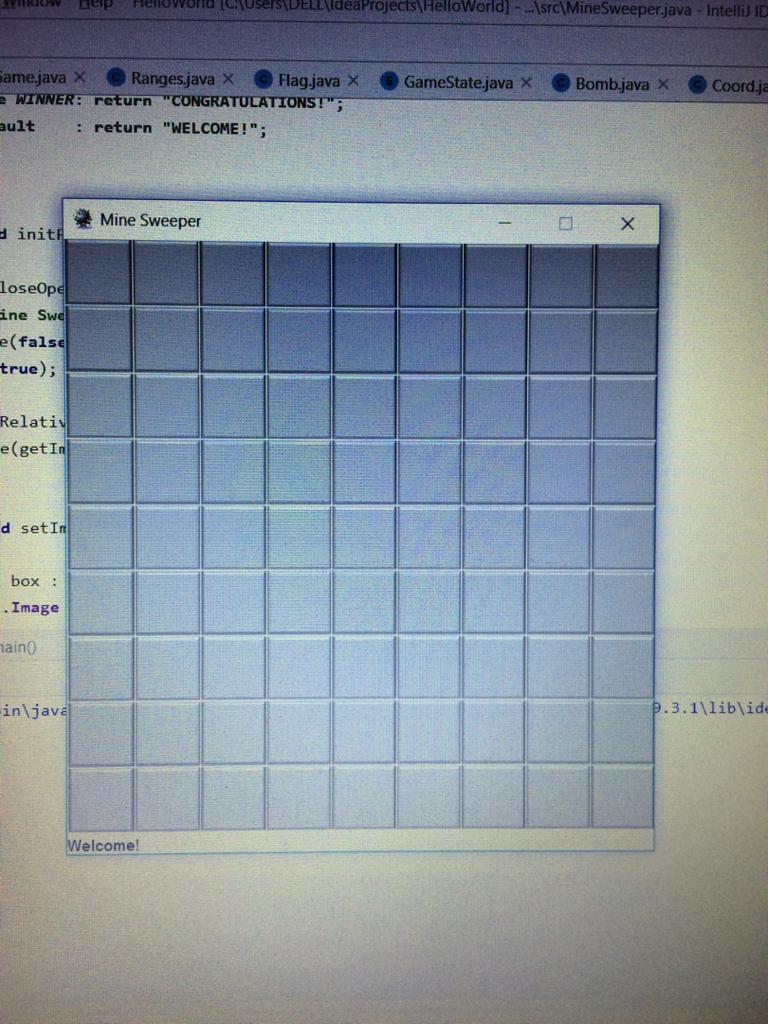 Window Help HelloWorld [C:\Users\DELL\IdeaProjects\HelloWorld] - ...\src\MineSweeper.java - IntelliJ ID
ame.java × C Ranges.java × C Flag.java × E GameState.java × C Bomb.java × C Coord.ja
e WINNER: return "CONGRATULATIONS!";
ault : return "WELCOME!";
Mine Sweeper
d initP
loseOpe
ine Swe
e(false
true);
Relativ
e(getIm
d setIm
box :
.Image
main()
in\java 9.3.1\lib\ide
Welcome!